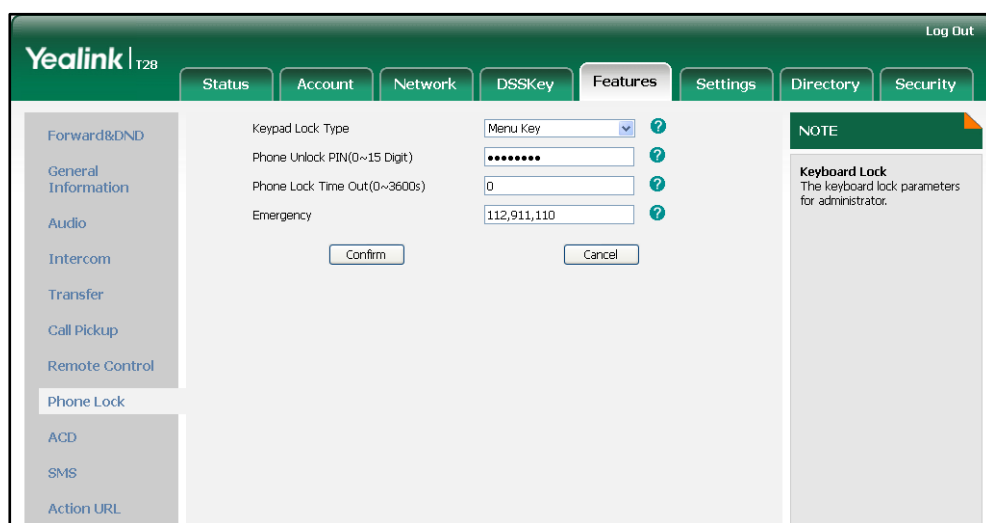 Log Out
Yealink T28
Status Account Network DSSKey Features Settings Directory Security
Forward&DND
General
Information
Audio
Intercom
Transfer
Call Pickup
Remote Control
Phone Lock
ACD
SMS
Action URL
Keypad Lock Type Menu Key ?
Phone Unlock PIN(0~15 Digit) •••••••• ?
Phone Lock Time Out(0~3600s) 0 ?
Emergency 112,911,110 ?
Confirm Cancel
NOTE
Keyboard Lock
The keyboard lock parameters
for administrator.